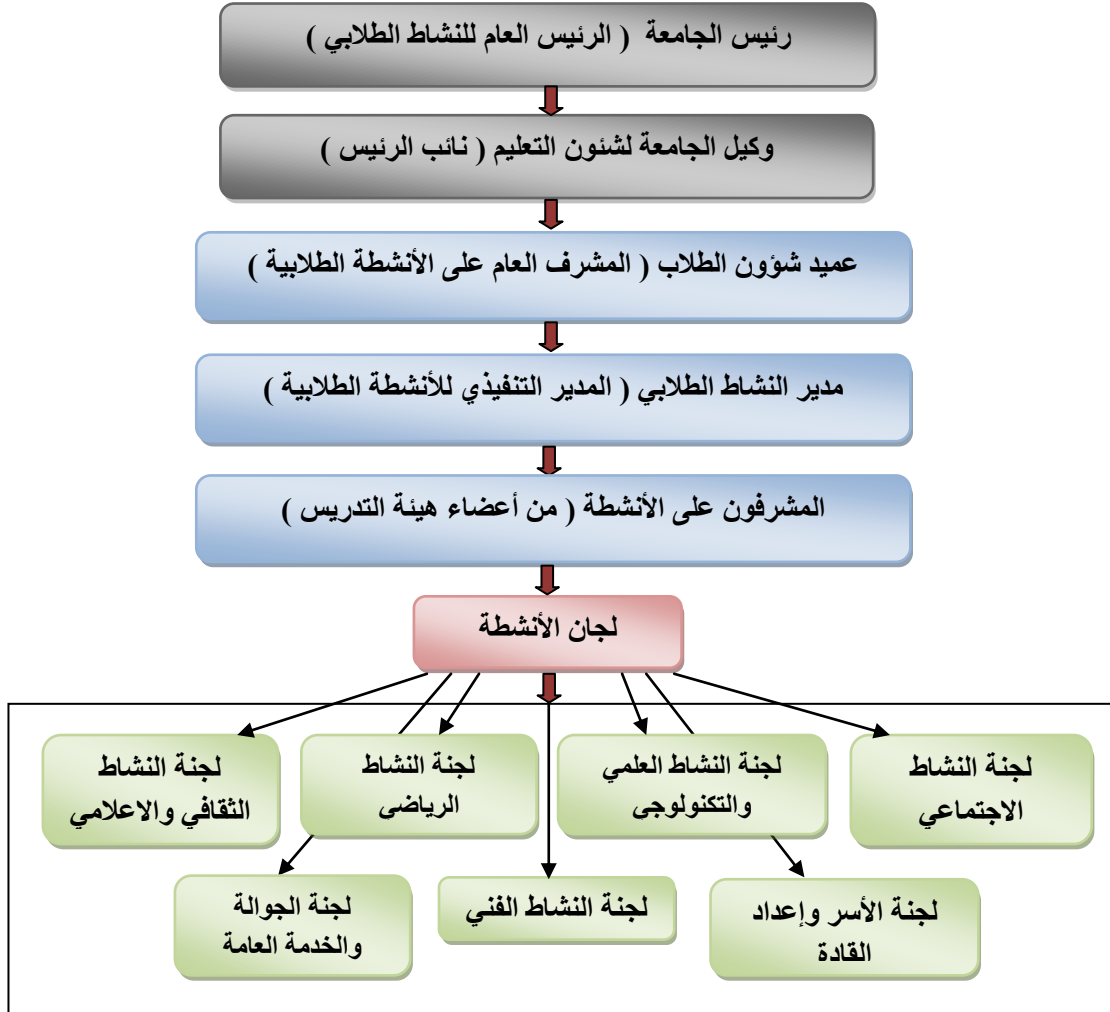 رئيس الجامعة ( الرئيس العام للنشاط الطلابي )
وكيل الجامعة لشئون التعليم ( نائب الرئيس )
عميد شؤون الطلاب ( المشرف العام على الأنشطة الطلابية )
مدير النشاط الطلابي ( المدير التنفيذي للأنشطة الطلابية )
المشرفون على الأنشطة ( من أعضاء هيئة التدريس )
لجان الأنشطة
لجنة النشاط
الاجتماعي
لجنة النشاط العلمي
والتكنولوجى
لجنة النشاط
الرياضى
لجنة النشاط
الثقافي والاعلامي
لجنة الأسر وإعداد
القادة
لجنة النشاط الفني
لجنة الجوالة
والخدمة العامة